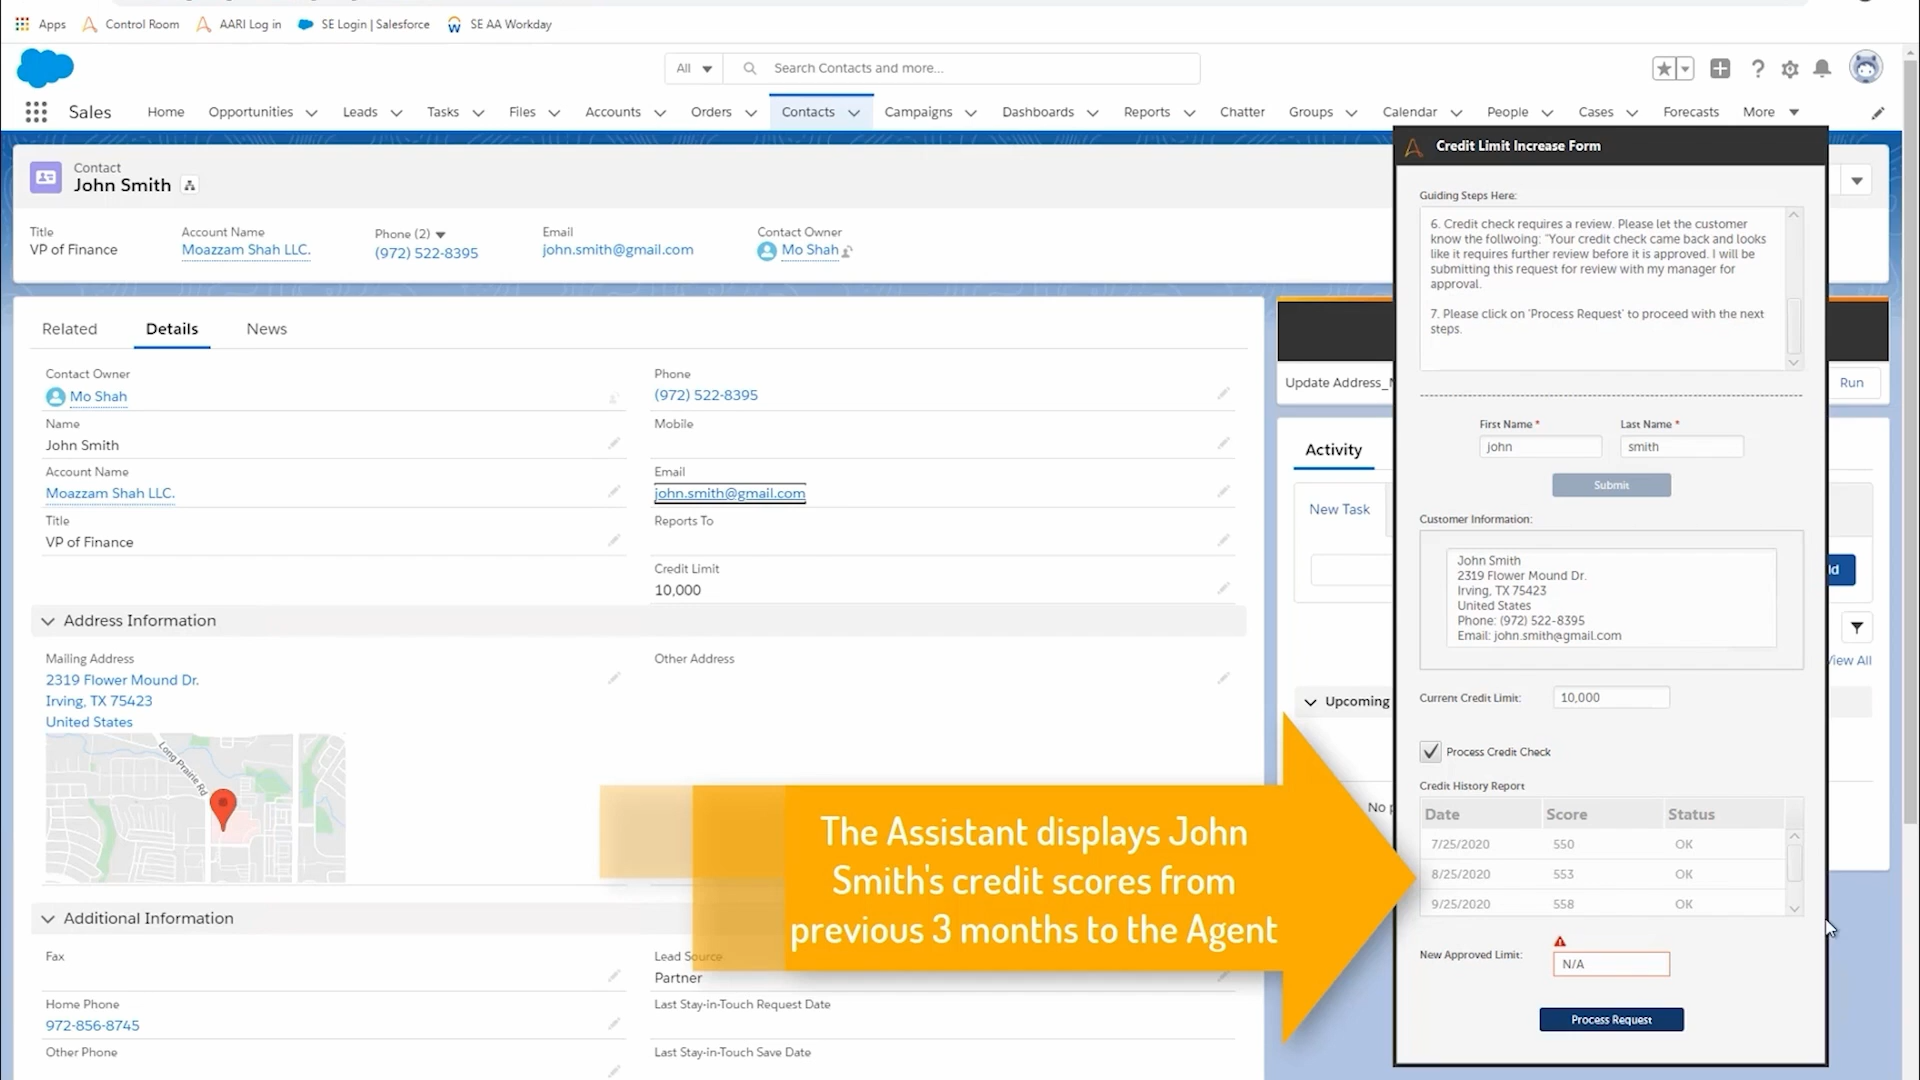 Apps Control Room AARI Log in SE Login | Salesforce SE AA Workday
All Search Contacts and more...
Sales Home Opportunities Leads Tasks Files Accounts Orders Contacts Campaigns Dashboards Reports Chatter Groups Calendar People Cases Forecasts More
Contact
John Smith
Title
VP of Finance
Account Name
Moazzam Shah LLC.
Phone (2)
(972) 522-8395
Email
john.smith@gmail.com
Contact Owner
Mo Shah
Related Details News
Contact Owner
Mo Shah
Name
John Smith
Account Name
Moazzam Shah LLC.
Title
VP of Finance
Phone
(972) 522-8395
Mobile
Email
john.smith@gmail.com
Reports To
Credit Limit
10,000
Address Information
Mailing Address
2319 Flower Mound Dr.
Irving, TX 75423
United States
Other Address
Long Prairie Rd
Additional Information
Fax
Home Phone
972-856-8745
Other Phone
Lead Source
Partner
Last Stay-in-Touch Request Date
Last Stay-in-Touch Save Date
Update Address_
Run
Activity
New Task
View All
Upcoming
No
The Assistant displays John
Smith's credit scores from
previous 3 months to the Agent
Credit Limit Increase Form
Guiding Steps Here:
6. Credit check requires a review. Please let the customer
know the follwoing: "Your credit check came back and looks
like it requires further review before it is approved. I will be
submitting this request for review with my manager for
approval.
7. Please click on 'Process Request' to proceed with the next
steps.
First Name * Last Name *
john smith
Submit
Customer Information:
John Smith
2319 Flower Mound Dr.
Irving, TX 75423
United States
Phone: (972) 522-8395
Email: john.smith@gmail.com
Current Credit Limit: 10,000
Process Credit Check
Credit History Report
Date Score Status
7/25/2020 550 OK
8/25/2020 553 OK
9/25/2020 558 OK
New Approved Limit: N/A
Process Request